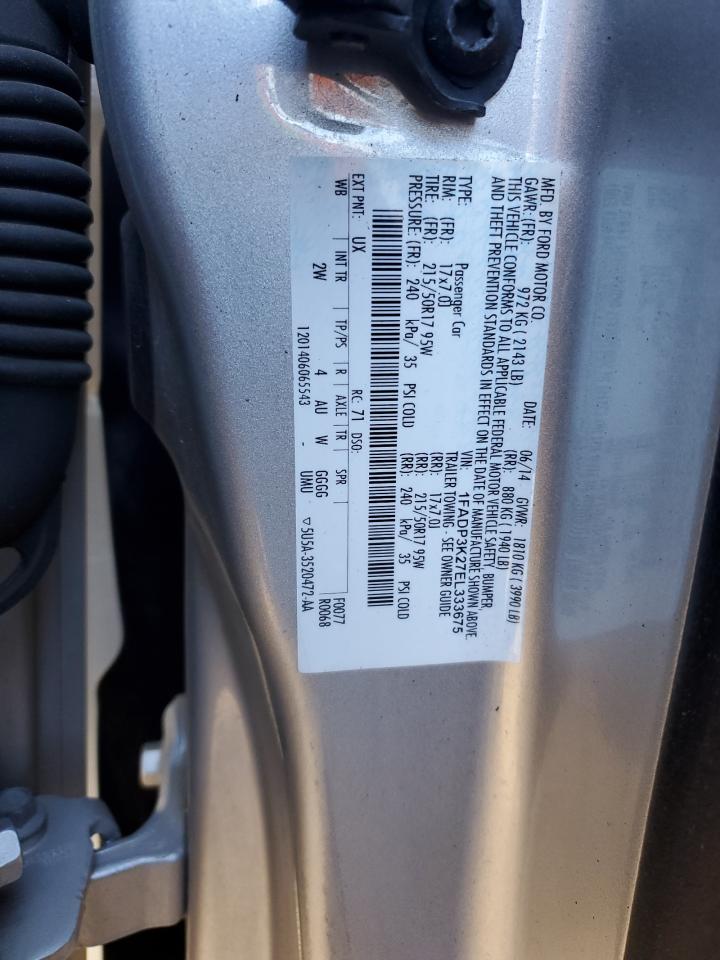 MFD. BY FORD MOTOR CO. DATE: 06/14 GVWR: 1810 KG ( 3990 LB)
GAWR: (FR): 972 KG ( 2143 LB) (RR): 880 KG ( 1940 LB)
THIS VEHICLE CONFORMS TO ALL APPLICABLE FEDERAL MOTOR VEHICLE SAFETY, BUMPER,
AND THEFT PREVENTION STANDARDS IN EFFECT ON THE DATE OF MANUFACTURE SHOWN ABOVE.
VIN: 1FADP3K27EL333675
TYPE: Passenger Car TRAILER TOWING - SEE OWNER GUIDE
RIM: (FR): 17x7.0J (RR): 17x7.0J
TIRE: (FR): 215/50R17 95W (RR): 215/50R17 95W
PRESSURE: (FR): 240 kPa/ 35 PSI COLD (RR): 240 kPa/ 35 PSI COLD
EXT PNT: UX RC: 71 DSO: F0077
WB INT TR TP/PS R AXLE TR SPR R0068
2W 4 AU W GGGG
1201406065543 - UMU ▽ 5U5A-3520472-AA